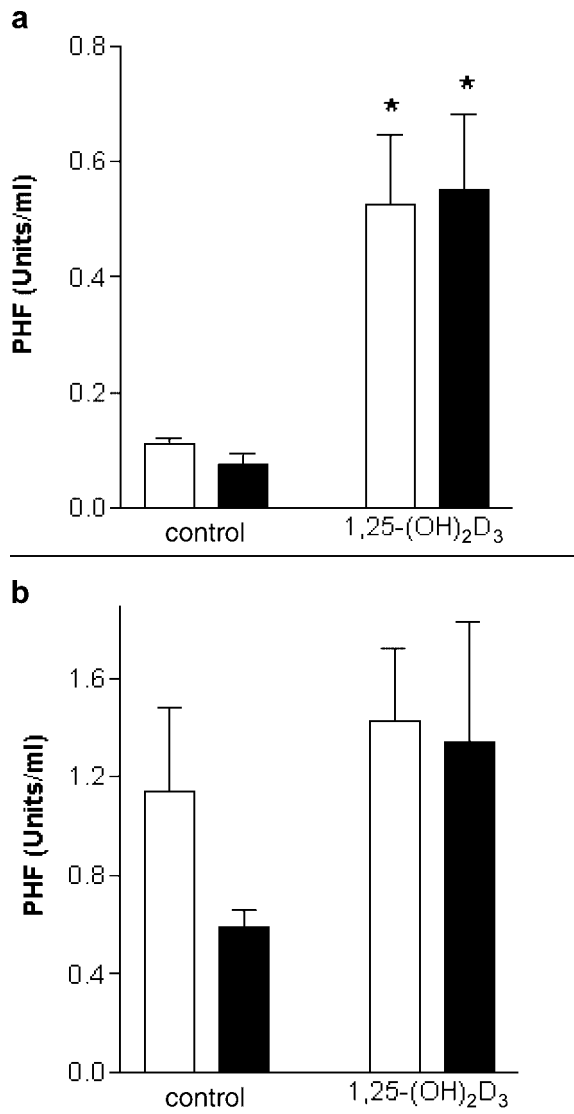 a
0.8
0.6
0.4
0.2
0.0
PHF (Units/ml)
* *
control 1,25-(OH)₂D₃
b
1.6
1.2
0.8
0.4
0.0
PHF (Units/ml)
control 1,25-(OH)₂D₃